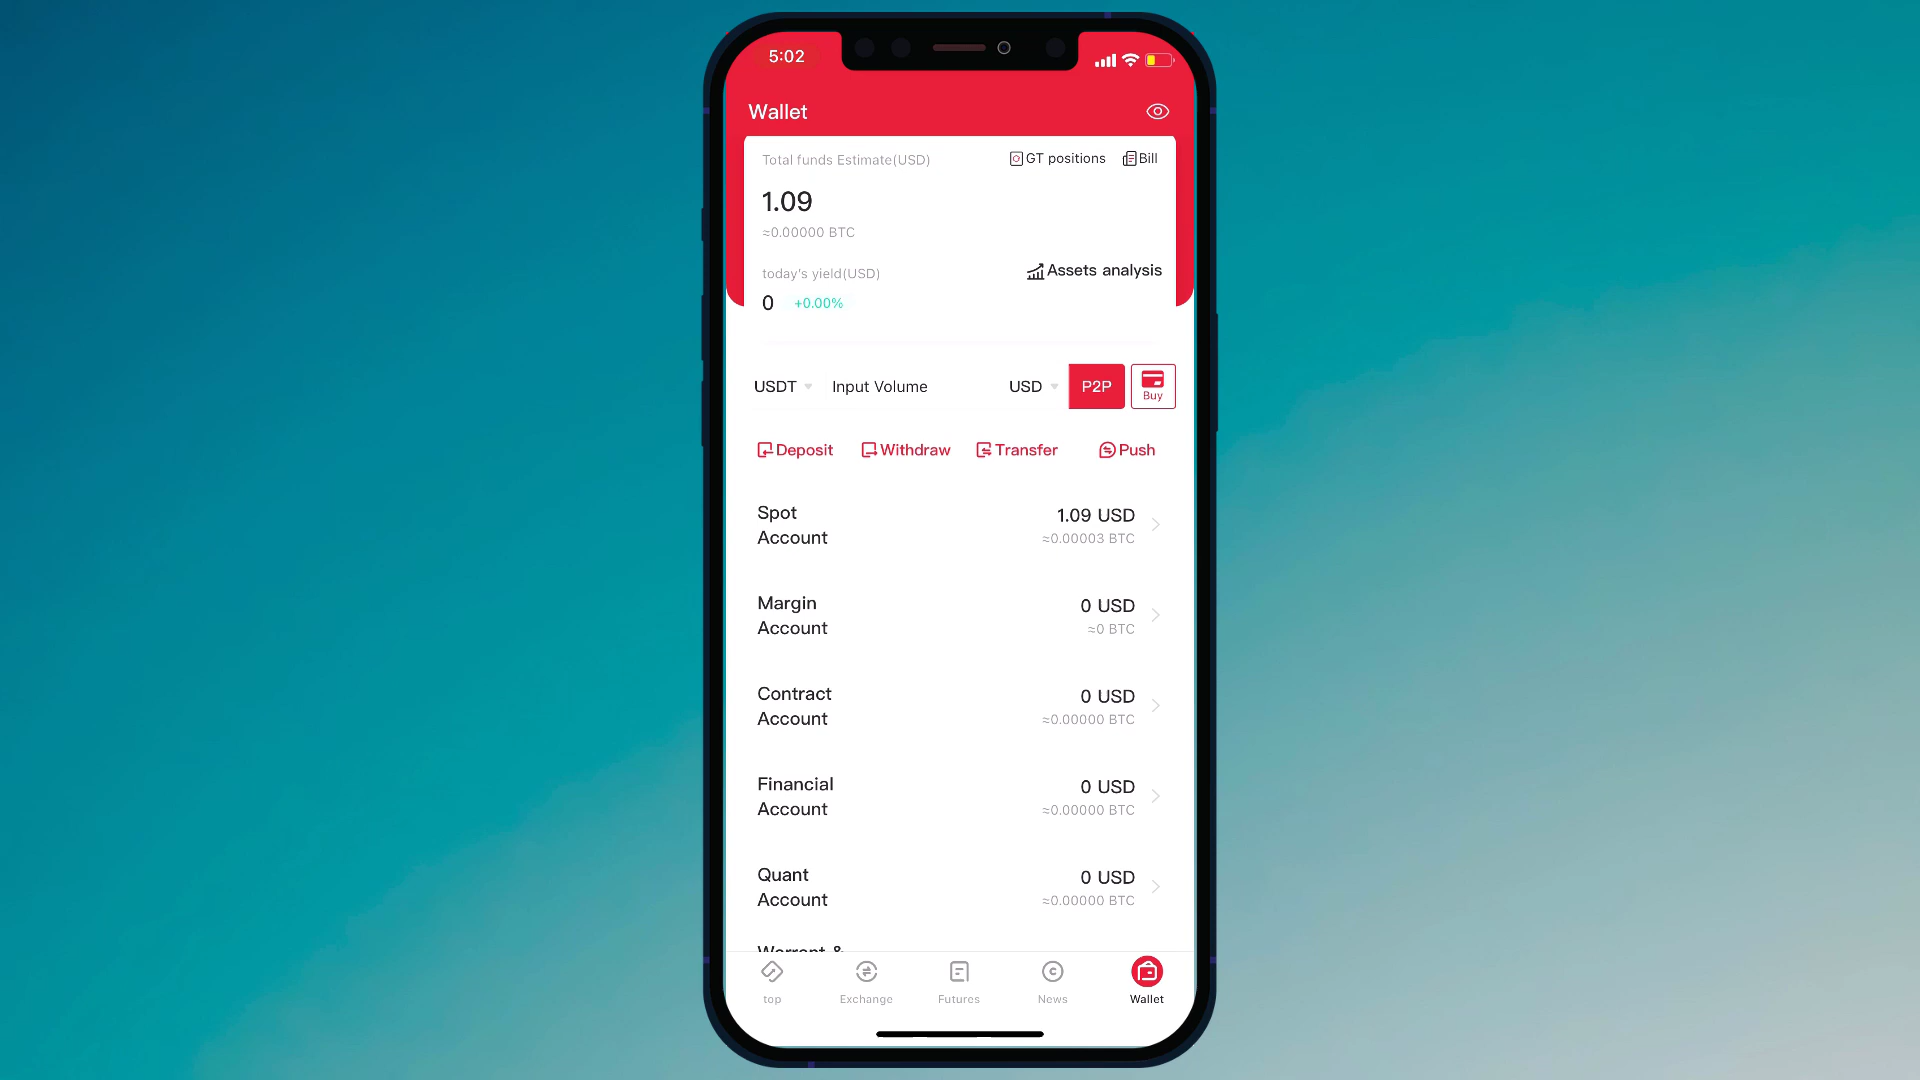 5:02
Wallet
Total funds Estimate(USD)
GT positions
Bill
1.09
≈0.00000 BTC
today's yield(USD)
Assets analysis
0 +0.00%
USDT
Input Volume
USD
P2P
Buy
Deposit
Withdraw
Transfer
Push
Spot
Account
1.09 USD
≈0.00003 BTC
Margin
Account
0 USD
≈0 BTC
Contract
Account
0 USD
≈0.00000 BTC
Financial
Account
0 USD
≈0.00000 BTC
Quant
Account
0 USD
≈0.00000 BTC
Warrant &
top
Exchange
Futures
News
Wallet